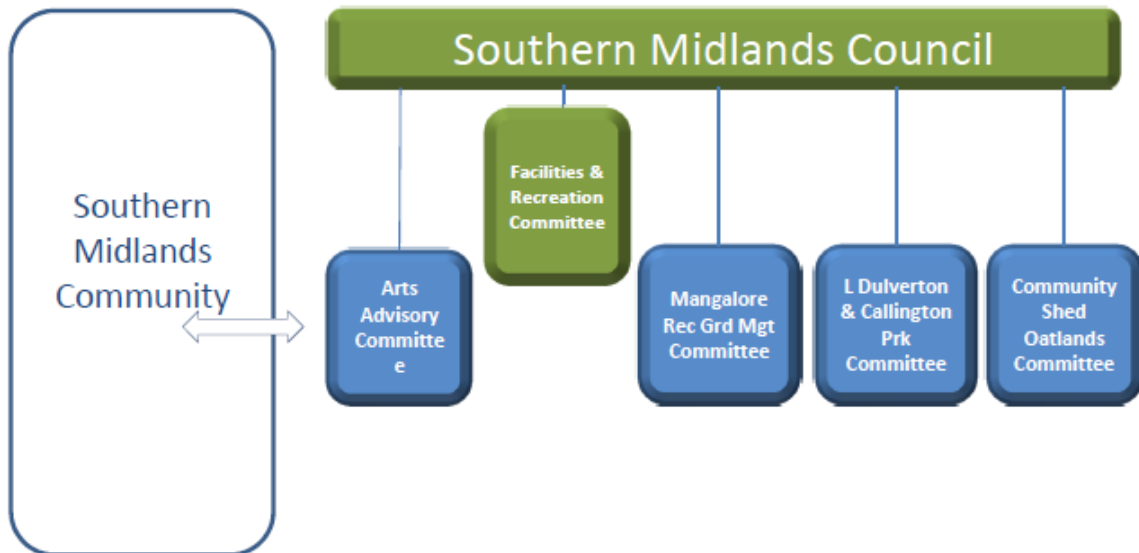 Southern Midlands Council
Southern
Midlands
Community
Facilities &
Recreation
Committee
Arts
Advisory
Committe
e
Mangalore
Rec Grd Mgt
Committee
L Dulverton
& Callington
Prk
Committee
Community
Shed
Oatlands
Committee